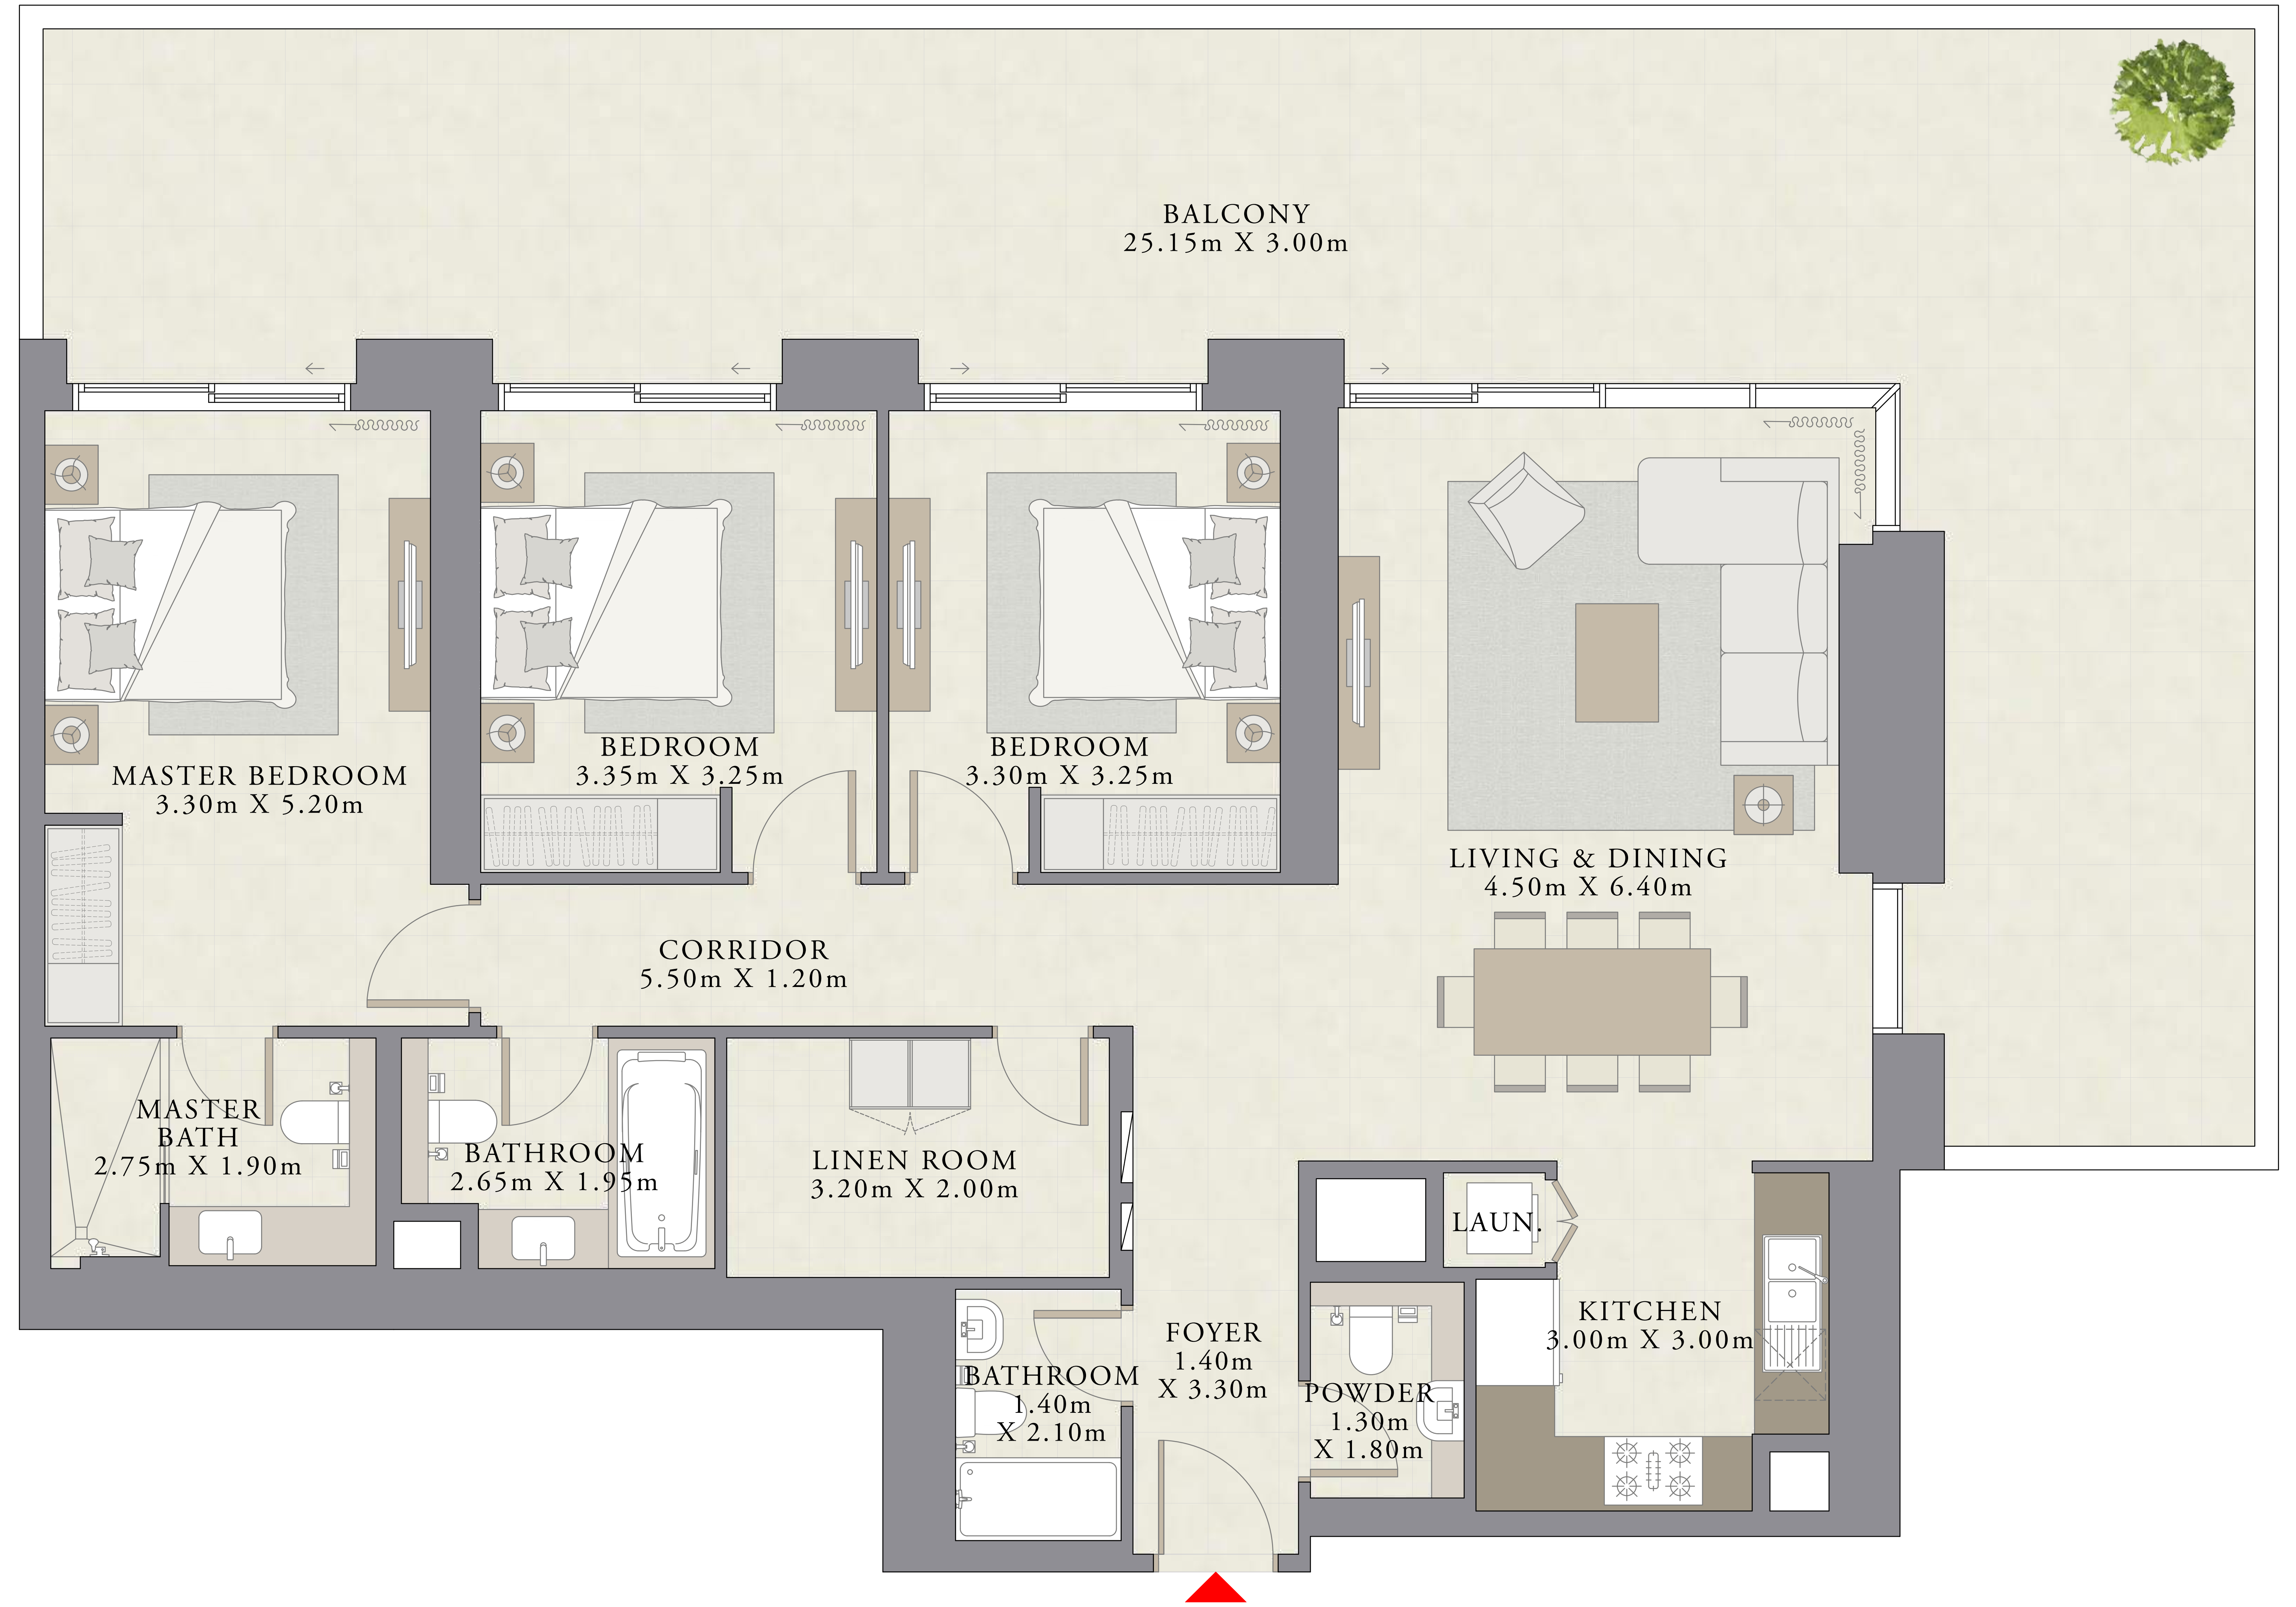 BALCONY
25.15m X 3.00m
MASTER BEDROOM
3.30m X 5.20m
BEDROOM
3.35m X 3.25m
BEDROOM
3.30m X 3.25m
LIVING & DINING
4.50m X 6.40m
CORRIDOR
5.50m X 1.20m
MASTER
BATH
2.75m X 1.90m
BATHROOM
2.65m X 1.95m
LINEN ROOM
3.20m X 2.00m
LAUN.
KITCHEN
3.00m X 3.00m
FOYER
1.40m
X 3.30m
BATHROOM
1.40m
X 2.10m
POWDER
1.30m
X 1.80m